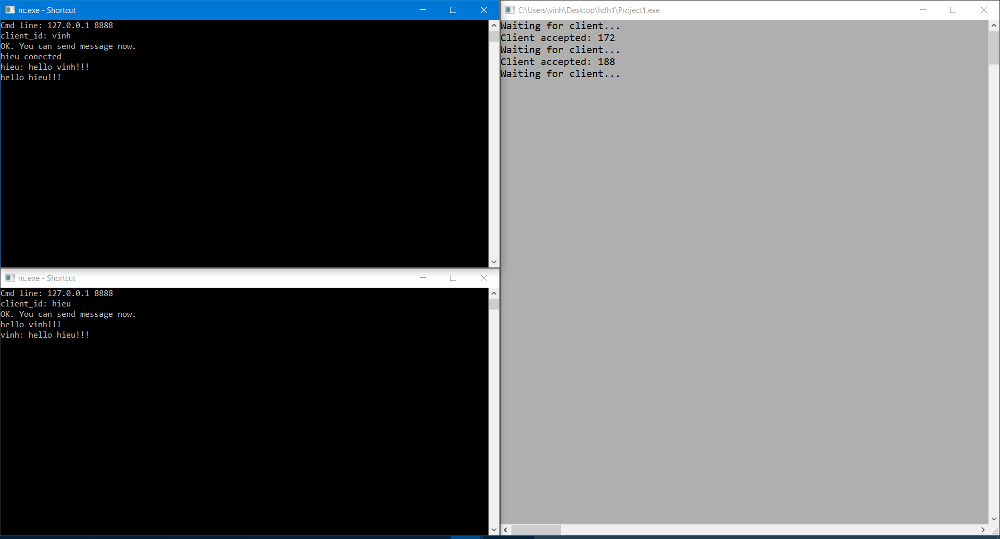 nc.exe - Shortcut
Cmd line: 127.0.0.1 8888
client_id: vinh
OK. You can send message now.
hieu conected
hieu: hello vinh!!!
hello hieu!!!
nc.exe - Shortcut
Cmd line: 127.0.0.1 8888
client_id: hieu
OK. You can send message now.
hello vinh!!!
vinh: hello hieu!!!
C:\Users\vinh\Desktop\hdh1\Project1.exe
Waiting for client...
Client accepted: 172
Waiting for client...
Client accepted: 188
Waiting for client...